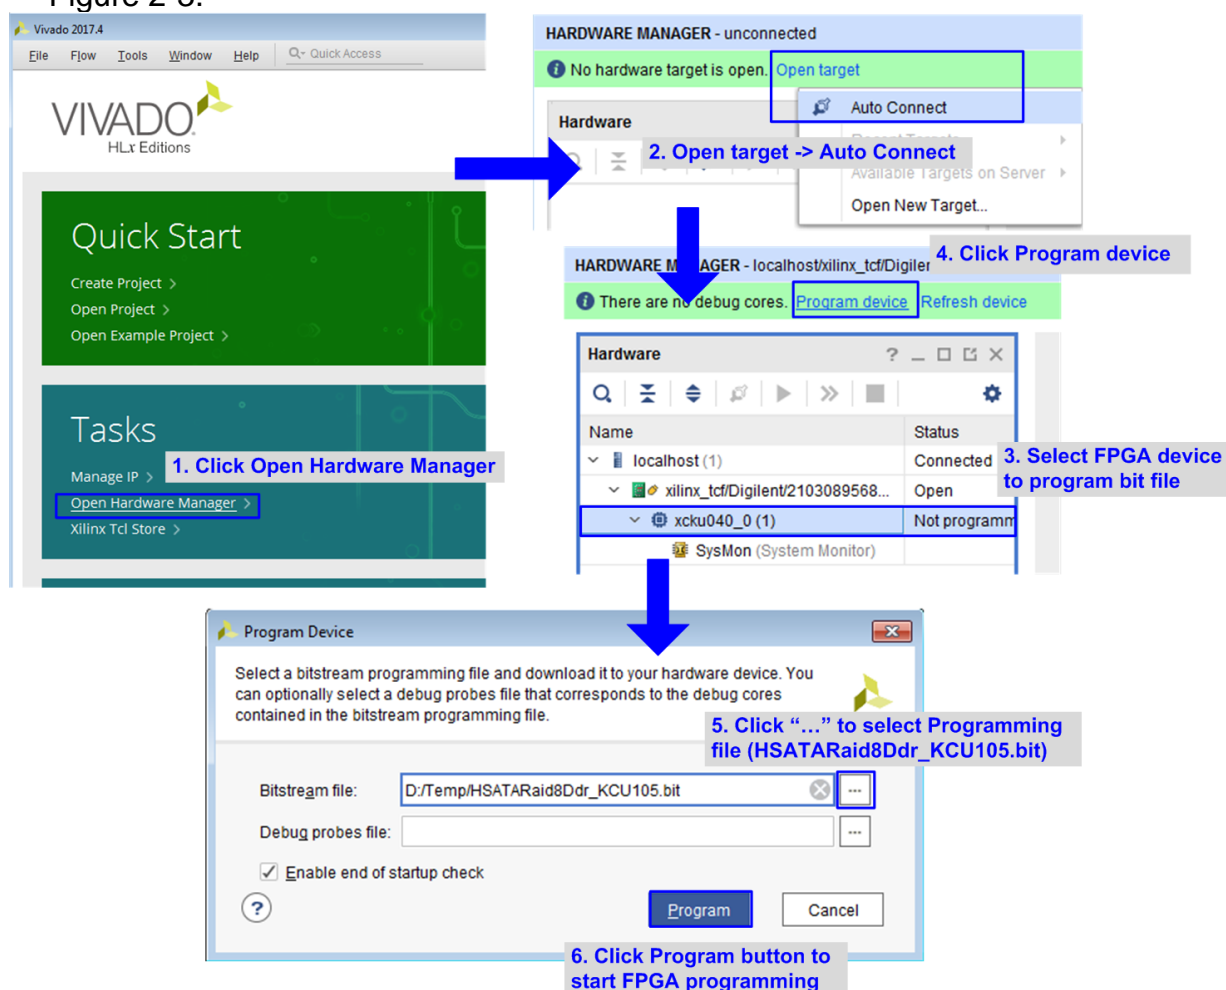 Figure 2-8.
Vivado 2017.4
File Flow Tools Window Help Quick Access
VIVADO
HLx Editions
Quick Start
Create Project >
Open Project >
Open Example Project >
Tasks
1. Click Open Hardware Manager
Manage IP >
Open Hardware Manager >
Xilinx Tcl Store >
HARDWARE MANAGER - unconnected
No hardware target is open. Open target
Auto Connect
Hardware
2. Open target -> Auto Connect
Available Targets on Server
Open New Target...
4. Click Program device
HARDWARE MANAGER - localhost/xilinx_tcf/Digilent
There are no debug cores. Program device Refresh device
Hardware
Name Status
localhost (1) Connected
3. Select FPGA device
to program bit file
xilinx_tcf/Digilent/2103089568... Open
xcku040_0 (1) Not programm
SysMon (System Monitor)
Program Device
Select a bitstream programming file and download it to your hardware device. You
can optionally select a debug probes file that corresponds to the debug cores
contained in the bitstream programming file.
5. Click “...” to select Programming
file (HSATARaid8Ddr_KCU105.bit)
Bitstream file: D:/Temp/HSATARaid8Ddr_KCU105.bit ...
Debug probes file: ...
Enable end of startup check
? Program Cancel
6. Click Program button to
start FPGA programming